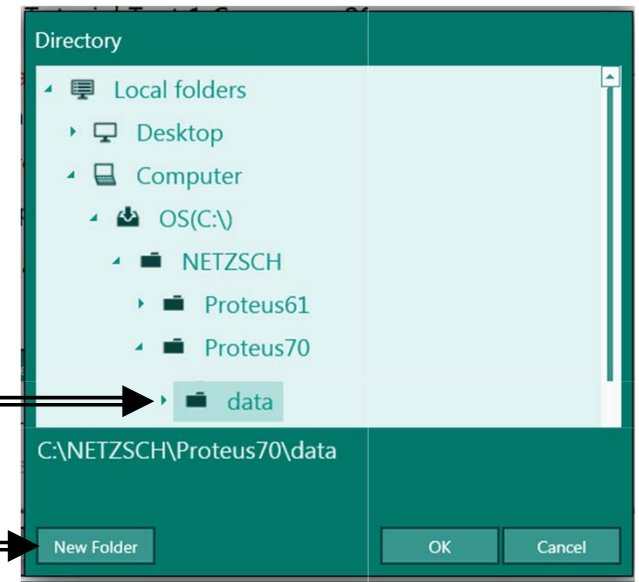 Directory
Local folders
Desktop
Computer
OS(C:\)
NETZSCH
Proteus61
Proteus70
data
C:\NETZSCH\Proteus70\data
New Folder
OK
Cancel